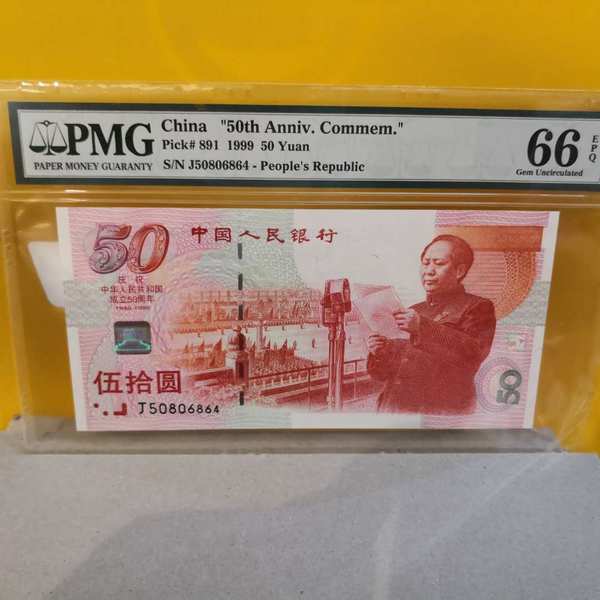 PMG
PAPER MONEY GUARANTY
China "50th Anniv. Commem."
Pick# 891 1999 50 Yuan
S/N J50806864 - People's Republic
66
EPQ
Gem Uncirculated
50
中国人民银行
庆祝
中华人民共和国
成立50周年
1949-1999
伍拾圆
J50806864
50